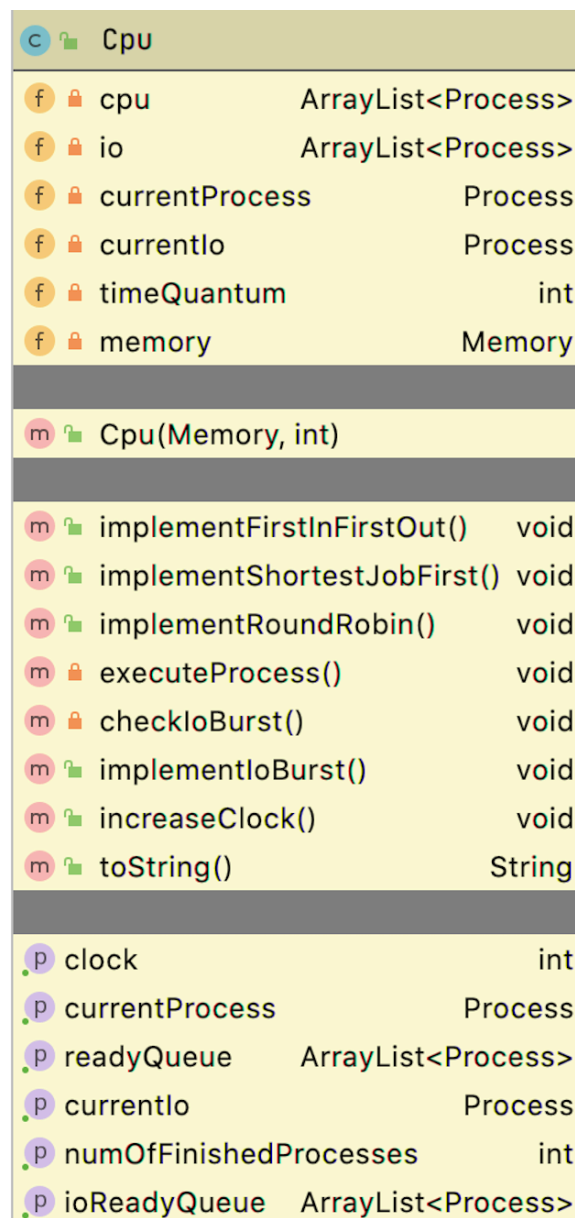 c Cpu
f cpu ArrayList<Process>
f io ArrayList<Process>
f currentProcess Process
f currentIo Process
f timeQuantum int
f memory Memory
m Cpu(Memory, int)
m implementFirstInFirstOut() void
m implementShortestJobFirst() void
m implementRoundRobin() void
m executeProcess() void
m checkIoBurst() void
m implementIoBurst() void
m increaseClock() void
m toString() String
p clock int
p currentProcess Process
p readyQueue ArrayList<Process>
p currentIo Process
p numOfFinishedProcesses int
p ioReadyQueue ArrayList<Process>